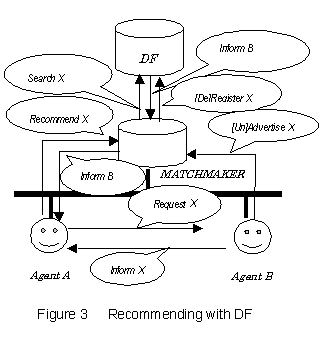 DF
Inform B
Search X
[De]Register X
Recommend X
[Un]Advertise X
Inform B
MATCHMAKER
Request X
Agent A
Inform X
Agent B
Figure 3 Recommending with DF